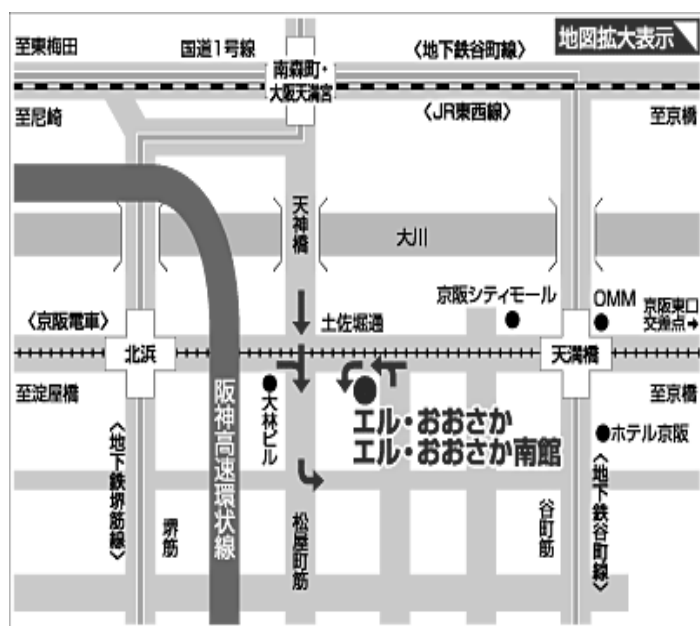 地図拡大表示
至東梅田
国道1号線
〈地下鉄谷町線〉
南森町・
大阪天満宮
至尼崎
〈JR東西線〉
至京橋
天神橋
大川
京阪シティモール
OMM
京阪東口
交差点→
〈京阪電車〉
土佐堀通
北浜
天満橋
至淀屋橋
至京橋
大林ビル
エル・おおさか
エル・おおさか南館
ホテル京阪
〈地下鉄堺筋線〉
堺筋
阪神高速環状線
松屋町筋
谷町筋
〈地下鉄谷町線〉